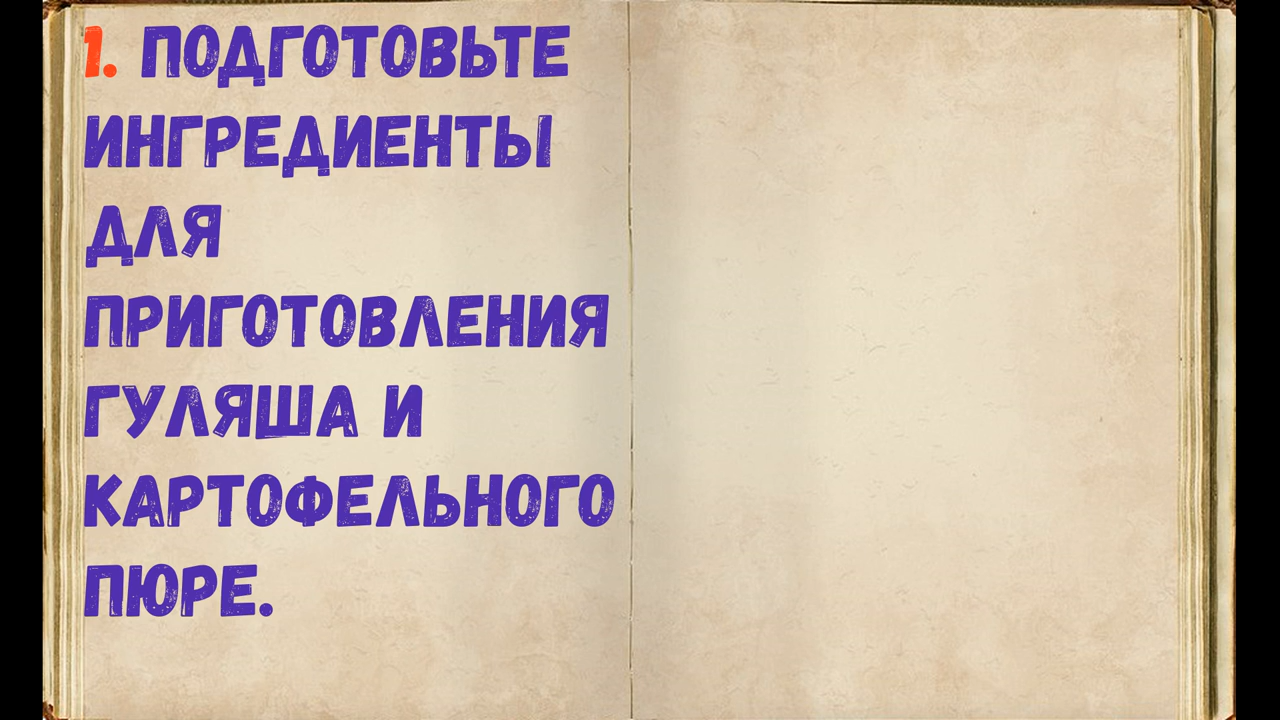 1. ПОДГОТОВЬТЕ
ИНГРЕДИЕНТЫ
ДЛЯ
ПРИГОТОВЛЕНИЯ
ГУЛЯША И
КАРТОФЕЛЬНОГО
ПЮРЕ.